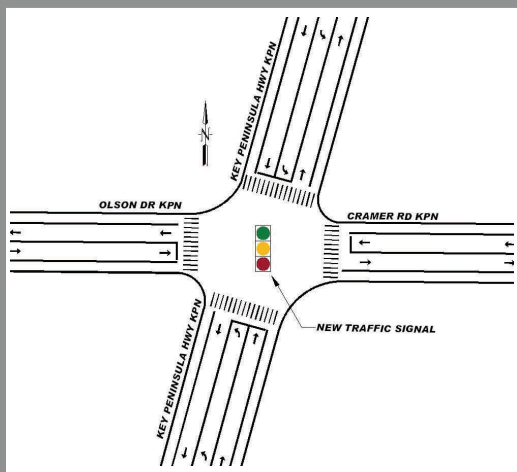 KEY PENINSULA HWY KPN
N
OLSON DR KPN
CRAMER RD KPN
NEW TRAFFIC SIGNAL
KEY PENINSULA HWY KPN